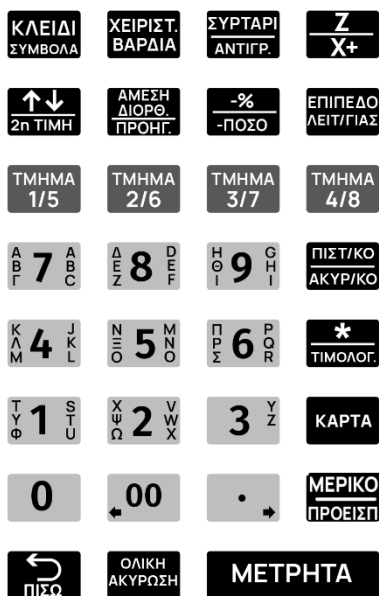 ΚΛΕΙΔΙ ΧΕΙΡΙΣΤ. ΣΥΡΤΑΡΙ Z
ΣΥΜΒΟΛΑ ΒΑΡΔΙΑ ΑΝΤΙΓΡ. X+
↑↓ ΑΜΕΣΗ -% ΕΠΙΠΕΔΟ
2η ΤΙΜΗ ΔΙΟΡΘ. -ΠΟΣΟ ΛΕΙΤ/ΓΙΑΣ
ΠΡΟΗΓ.
ΤΜΗΜΑ ΤΜΗΜΑ ΤΜΗΜΑ ΤΜΗΜΑ
1/5 2/6 3/7 4/8
Α Β Γ 7 A B C Δ Ε Ζ 8 D E F Η Θ Ι 9 G H I ΠΙΣΤ/ΚΟ
ΑΚΥΡ/ΚΟ
Κ Λ Μ 4 J K L Ν Ξ Ο 5 M N O Π Ρ Σ 6 P Q R *
ΤΙΜΟΛΟΓ.
Τ Υ Φ 1 S T U Χ Ψ Ω 2 V W X 3 Y Z ΚΑΡΤΑ
0 00 . ΜΕΡΙΚΟ
← → ΠΡΟΕΙΣΠ
ΠΙΣΩ ΟΛΙΚΗ ΜΕΤΡΗΤΑ
ΑΚΥΡΩΣΗ